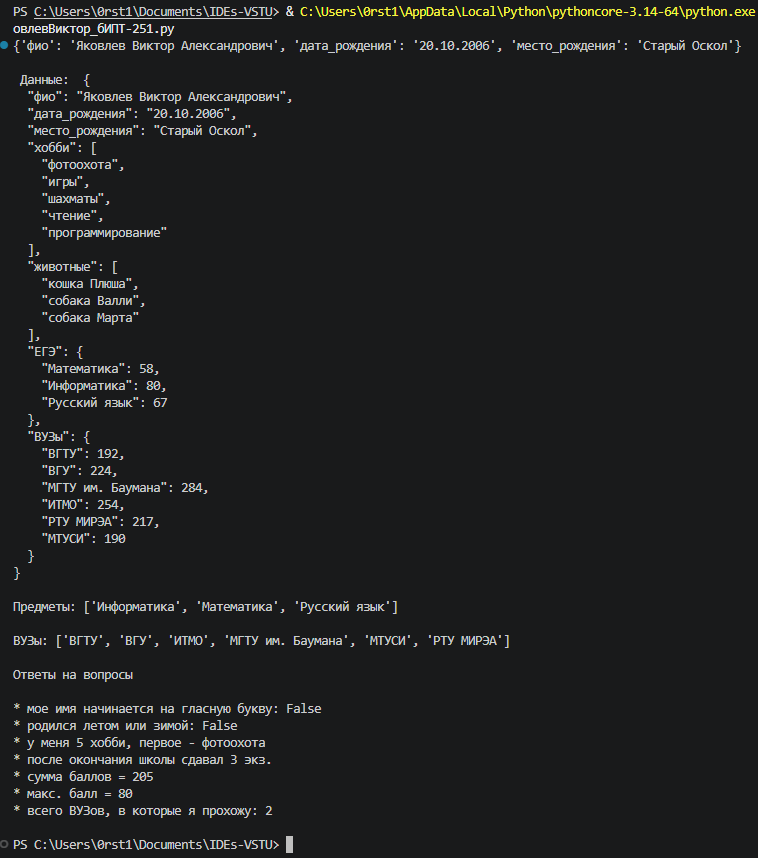 PS C:\Users\0rst1\Documents\IDEs-VSTU> & C:\Users\0rst1\AppData\Local\Python\pythoncore-3.14-64\python.exe
овлевВиктор_бИПТ-251.py
{'фио': 'Яковлев Виктор Александрович', 'дата_рождения': '20.10.2006', 'место_рождения': 'Старый Оскол'}
Данные:  {
  "фио": "Яковлев Виктор Александрович",
  "дата_рождения": "20.10.2006",
  "место_рождения": "Старый Оскол",
  "хобби": [
    "фотоохота",
    "игры",
    "шахматы",
    "чтение",
    "программирование"
  ],
  "животные": [
    "кошка Плюша",
    "собака Валли",
    "собака Марта"
  ],
  "ЕГЭ": {
    "Математика": 58,
    "Информатика": 80,
    "Русский язык": 67
  },
  "ВУЗы": {
    "ВГТУ": 192,
    "ВГУ": 224,
    "МГТУ им. Баумана": 284,
    "ИТМО": 254,
    "РТУ МИРЭА": 217,
    "МТУСИ": 190
  }
}
Предметы: ['Информатика', 'Математика', 'Русский язык']
ВУЗы: ['ВГТУ', 'ВГУ', 'ИТМО', 'МГТУ им. Баумана', 'МТУСИ', 'РТУ МИРЭА']
Ответы на вопросы
* мое имя начинается на гласную букву: False
* родился летом или зимой: False
* у меня 5 хобби, первое - фотоохота
* после окончания школы сдавал 3 экз.
* сумма баллов = 205
* макс. балл = 80
* всего ВУЗов, в которые я прохожу: 2
PS C:\Users\0rst1\Documents\IDEs-VSTU>